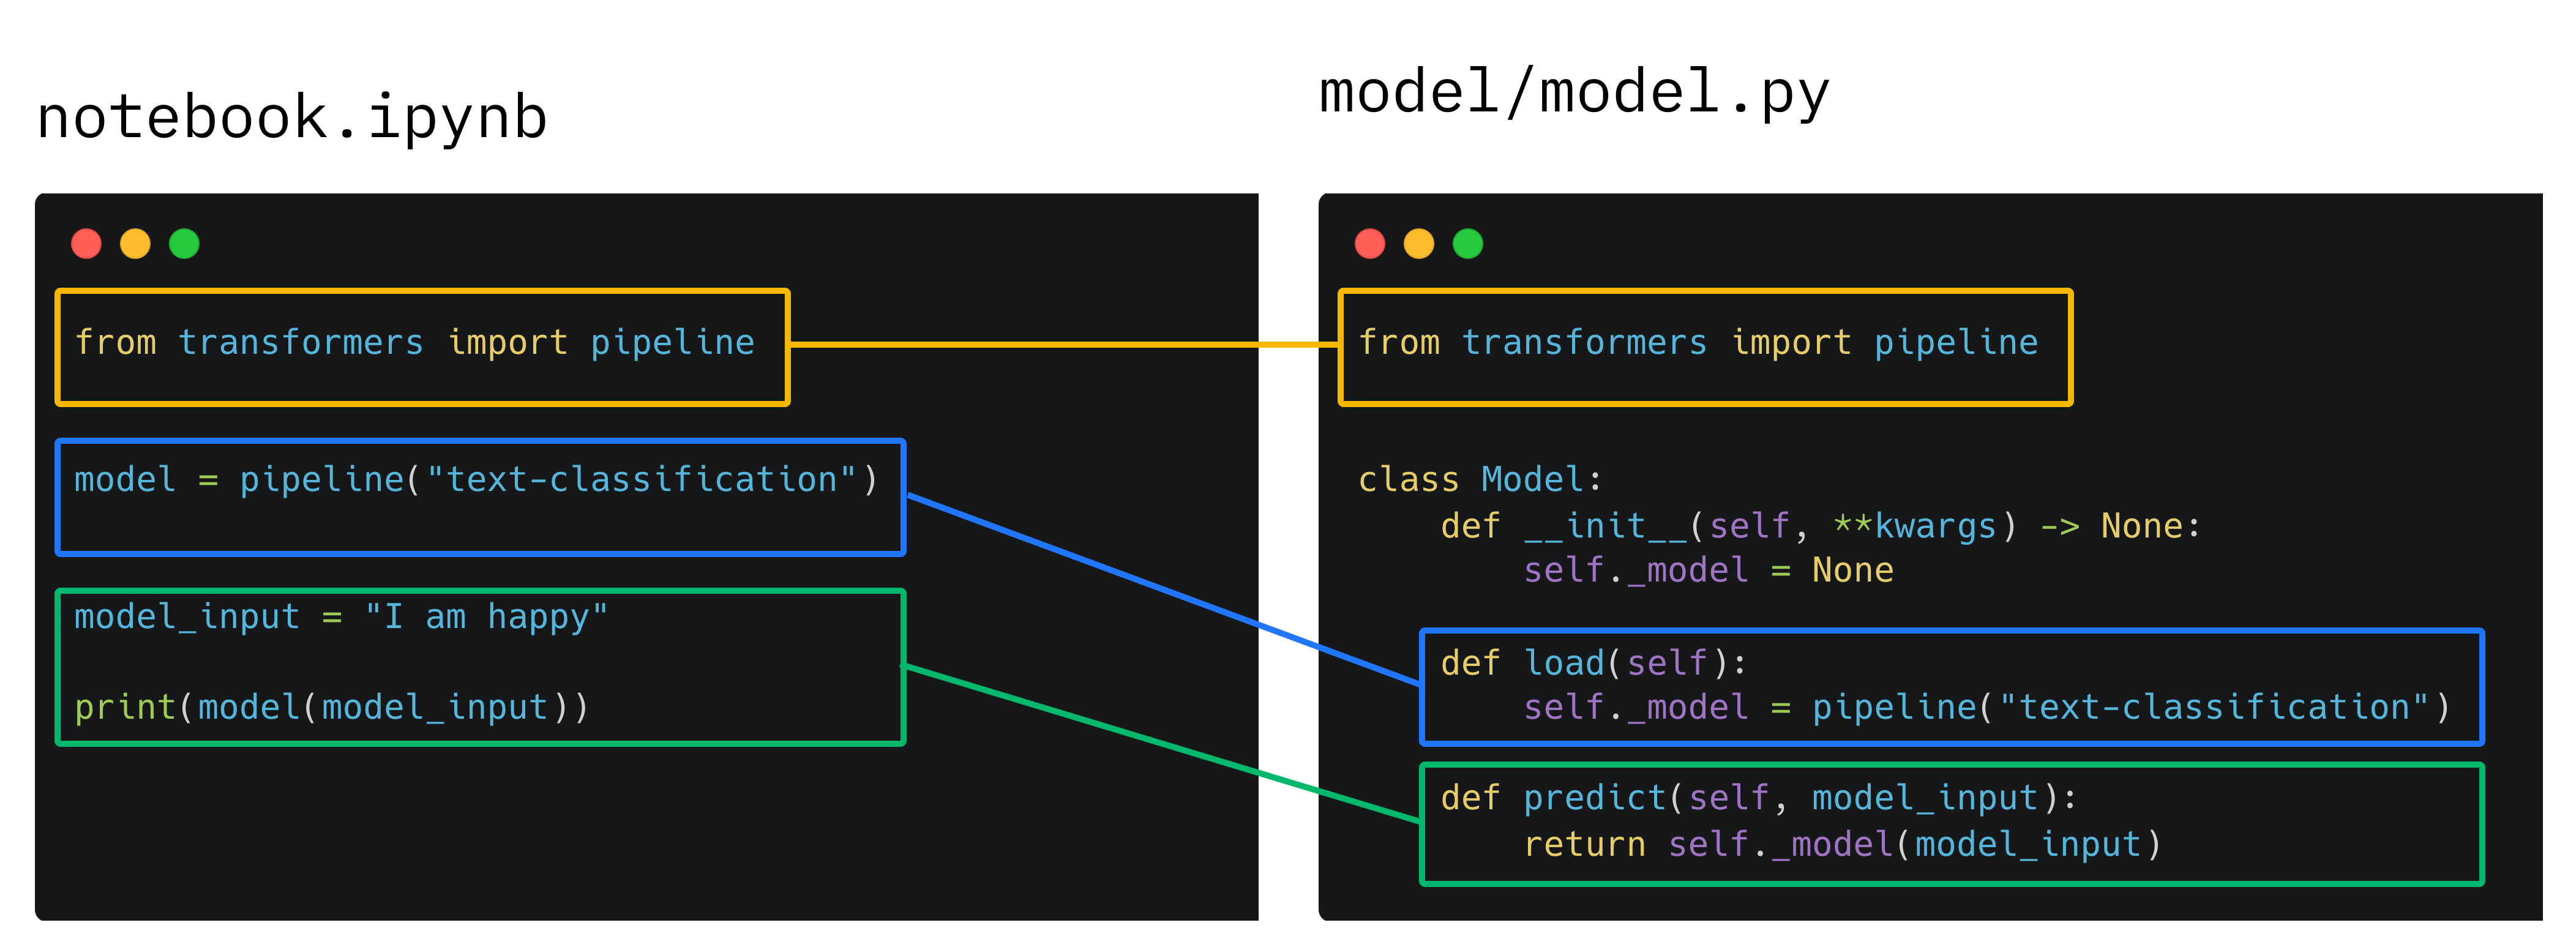 notebook.ipynb
from transformers import pipeline
model = pipeline("text-classification")
model_input = "I am happy"
print(model(model_input))
model/model.py
from transformers import pipeline
class Model:
    def __init__(self, **kwargs) -> None:
        self._model = None
    def load(self):
        self._model = pipeline("text-classification")
    def predict(self, model_input):
        return self._model(model_input)